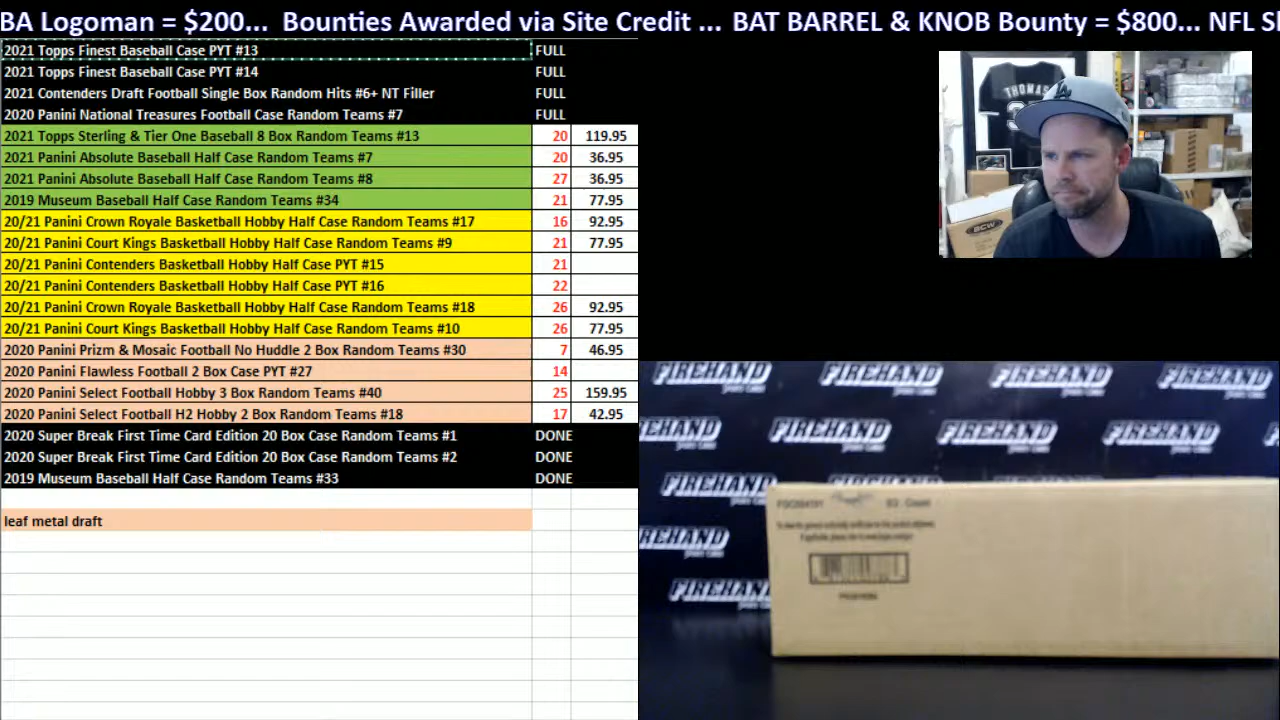 BA Logoman = $200... Bounties Awarded via Site Credit ... BAT BARREL & KNOB Bounty = $800... NFL S
2021 Topps Finest Baseball Case PYT #13 FULL
2021 Topps Finest Baseball Case PYT #14 FULL
2021 Contenders Draft Football Single Box Random Hits #6+ NT Filler FULL
2020 Panini National Treasures Football Case Random Teams #7 FULL
2021 Topps Sterling & Tier One Baseball 8 Box Random Teams #13 20 119.95
2021 Panini Absolute Baseball Half Case Random Teams #7 20 36.95
2021 Panini Absolute Baseball Half Case Random Teams #8 27 36.95
2019 Museum Baseball Half Case Random Teams #34 21 77.95
20/21 Panini Crown Royale Basketball Hobby Half Case Random Teams #17 16 92.95
20/21 Panini Court Kings Basketball Hobby Half Case Random Teams #9 21 77.95
20/21 Panini Contenders Basketball Hobby Half Case PYT #15 21
20/21 Panini Contenders Basketball Hobby Half Case PYT #16 22
20/21 Panini Crown Royale Basketball Hobby Half Case Random Teams #18 26 92.95
20/21 Panini Court Kings Basketball Hobby Half Case Random Teams #10 26 77.95
2020 Panini Prizm & Mosaic Football No Huddle 2 Box Random Teams #30 7 46.95
2020 Panini Flawless Football 2 Box Case PYT #27 14
2020 Panini Select Football Hobby 3 Box Random Teams #40 25 159.95
2020 Panini Select Football H2 Hobby 2 Box Random Teams #18 17 42.95
2020 Super Break First Time Card Edition 20 Box Case Random Teams #1 DONE
2020 Super Break First Time Card Edition 20 Box Case Random Teams #2 DONE
2019 Museum Baseball Half Case Random Teams #33 DONE
leaf metal draft
THOMAS
BCW
FIREHAND FIREHAND FIREHAND FIREHAND
FIREHAND FIREHAND FIREHAND FIREHAND
FIREHAND
FIREHAND
FIREHAND